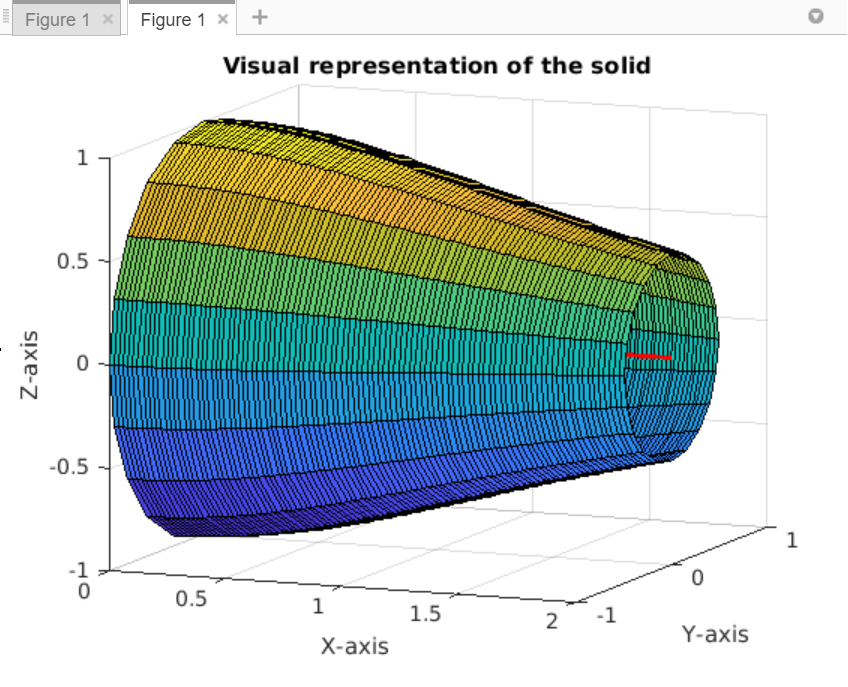 Figure 1 × Figure 1 × +
Visual representation of the solid
1
0.5
0
-0.5
-1
Z-axis
0
0.5
1
1.5
2
X-axis
-1
0
1
Y-axis